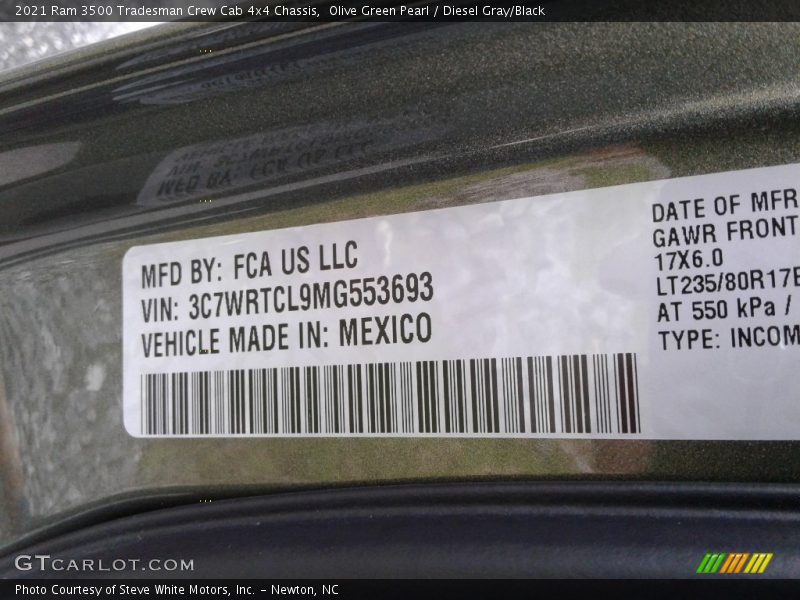 2021 Ram 3500 Tradesman Crew Cab 4x4 Chassis, Olive Green Pearl / Diesel Gray/Black
MFD BY: FCA US LLC
VIN: 3C7WRTCL9MG553693
VEHICLE MADE IN: MEXICO
DATE OF MFR
GAWR FRONT
17X6.0
LT235/80R17E
AT 550 kPa /
TYPE: INCOM
GTCARLOT.COM
Photo Courtesy of Steve White Motors, Inc. – Newton, NC